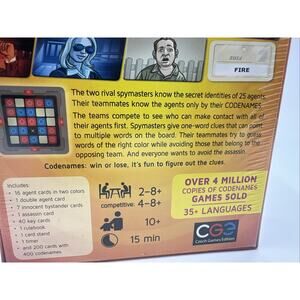 FIRE
The two rival spymasters know the secret identities of 25 agents.
Their teammates know the agents only by their CODENAMES.
The teams compete to see who can make contact with all of
their agents first. Spymasters give one-word clues that can point
to multiple words on the board. Their teammates try to guess
words of the right color while avoiding those that belong to the
opposing team. And everyone wants to avoid the assassin.
Codenames: win or lose, it's fun to figure out the clues.
Includes:
• 16 agent cards in two colors
• 1 double agent card
• 7 innocent bystander cards
• 1 assassin card
• 40 key cards
• 1 rulebook
• 1 card stand
• 1 timer
• and 200 cards with
400 codenames
2–8+
competitive: 4–8+
10+
15 min
OVER 4 MILLION
COPIES OF CODENAMES
GAMES SOLD
35+ LANGUAGES
CGE
Czech Games Edition